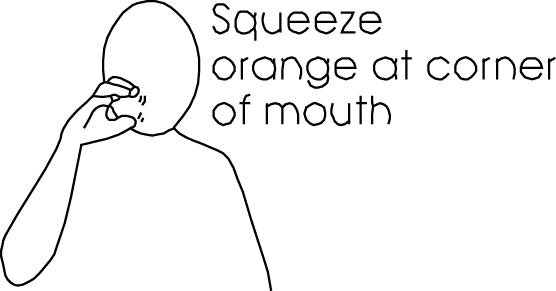 Squeeze
orange at corner
of mouth